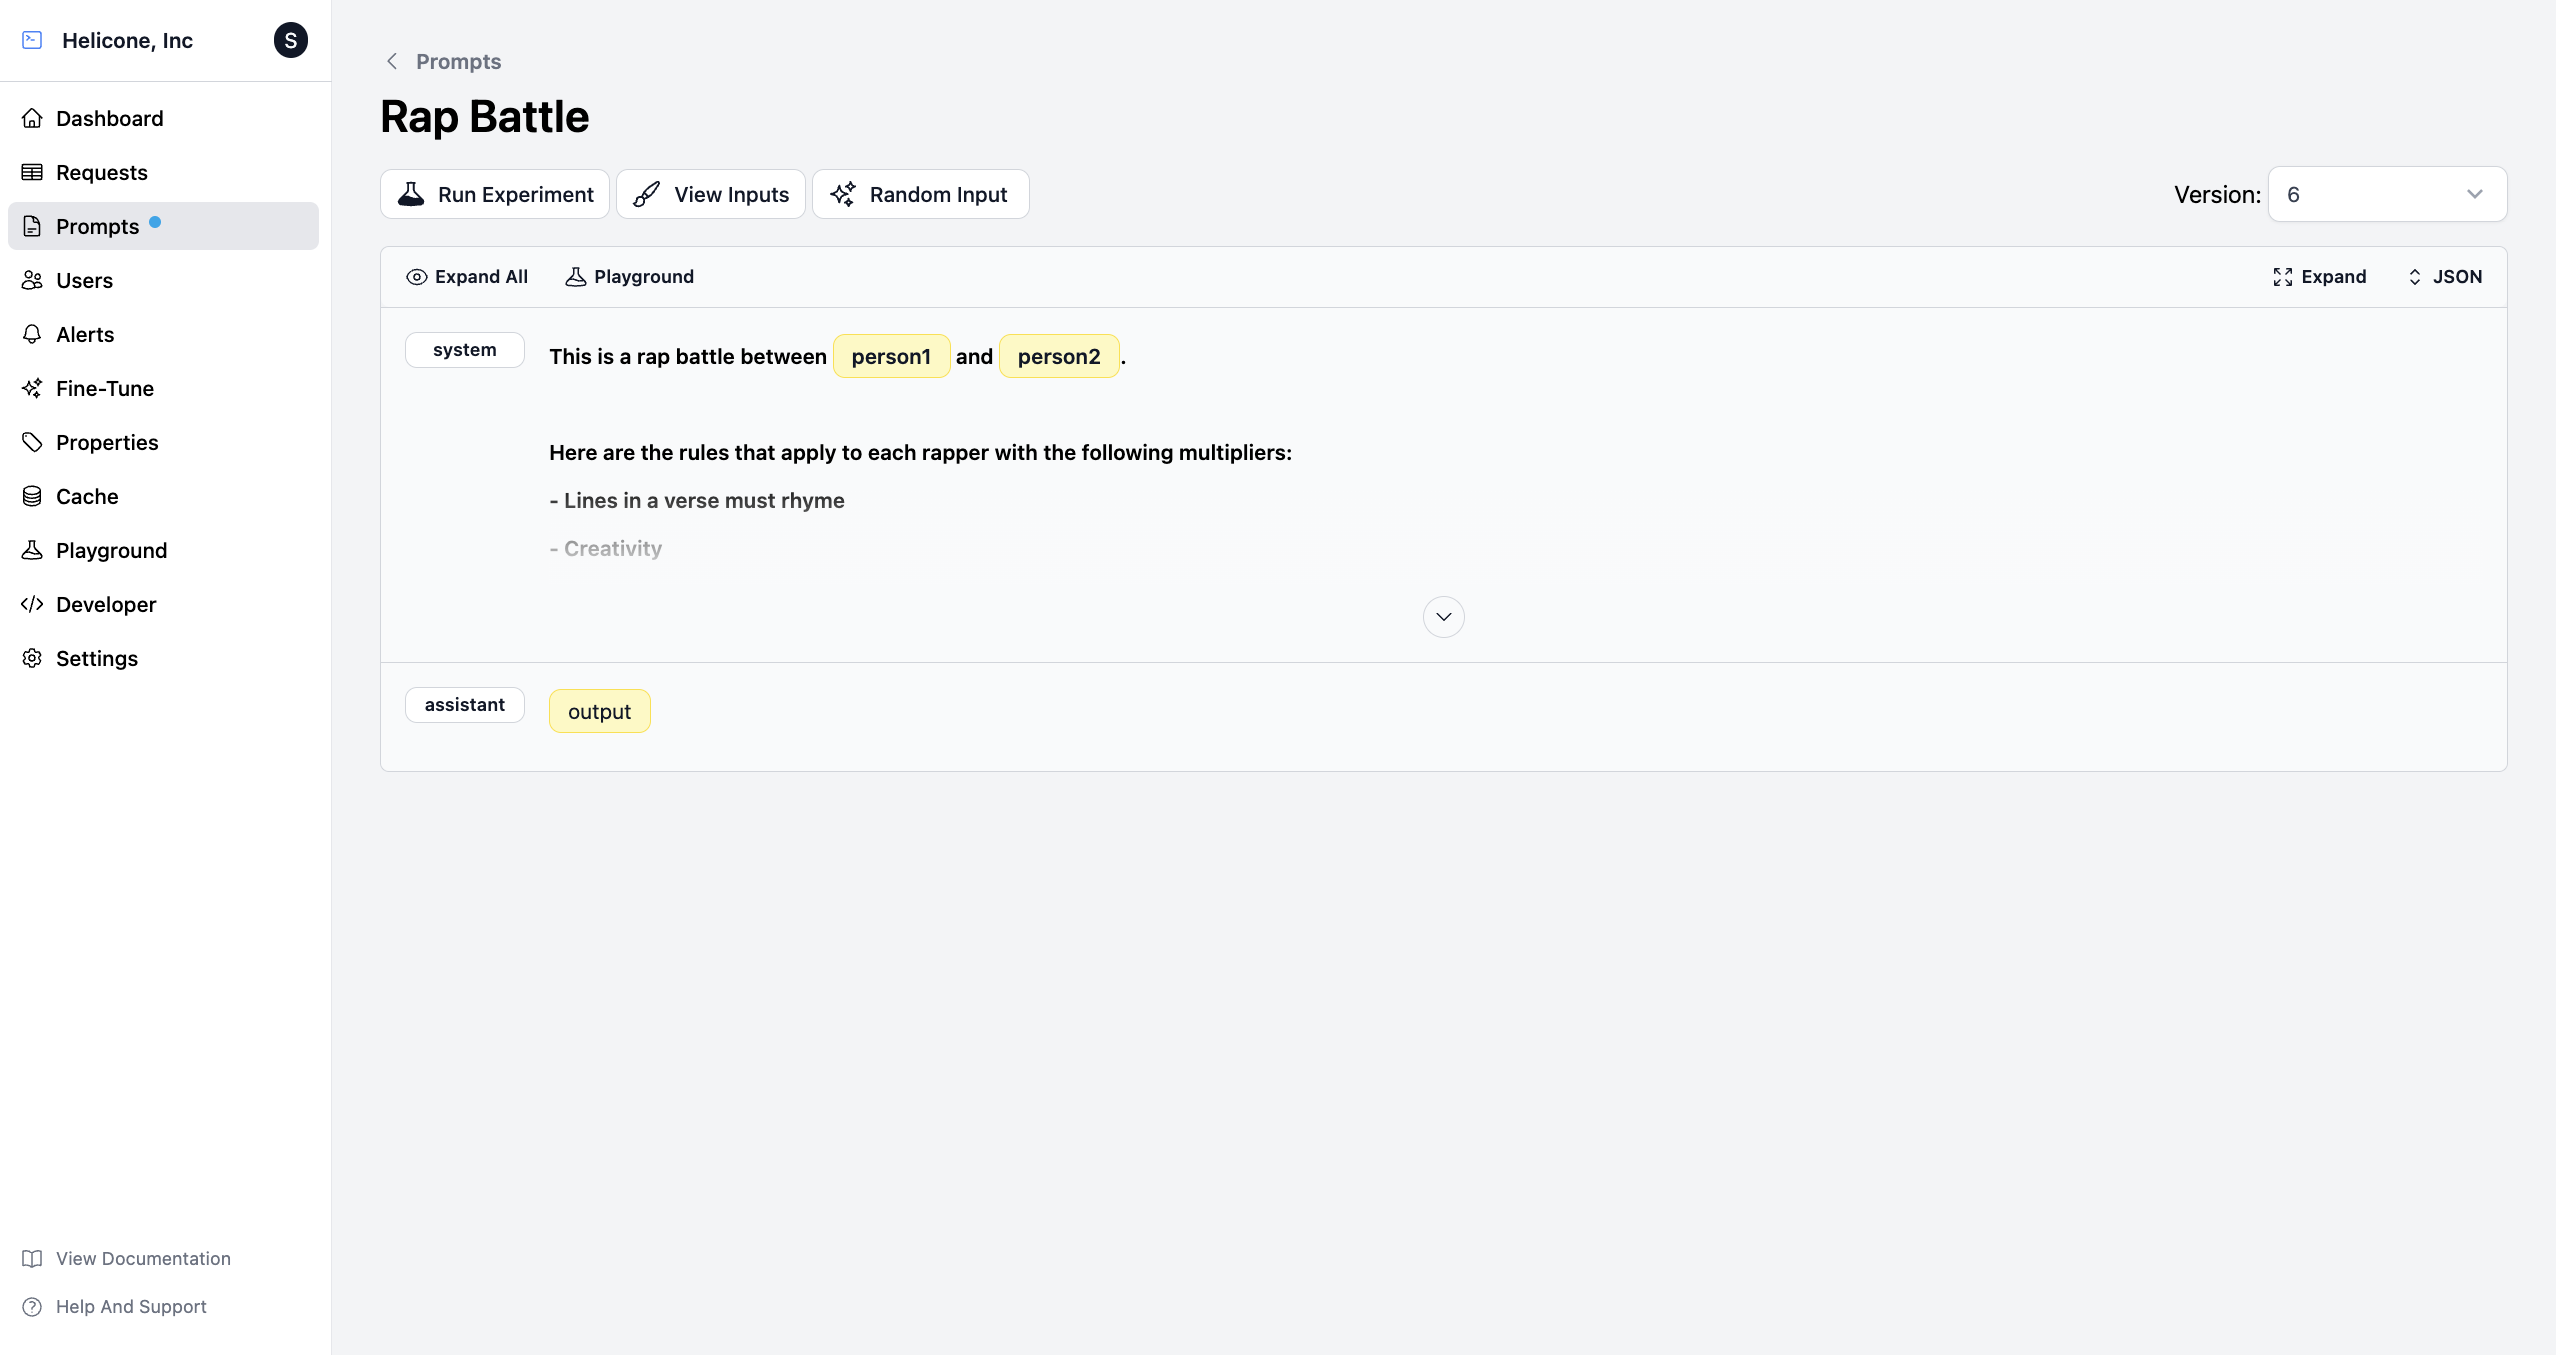 Helicone, Inc
S
Dashboard
Requests
Prompts
Users
Alerts
Fine-Tune
Properties
Cache
Playground
Developer
Settings
View Documentation
Help And Support
Prompts
Rap Battle
Run Experiment
View Inputs
Random Input
Version: 6
Expand All
Playground
Expand
JSON
system
This is a rap battle between person1 and person2.
Here are the rules that apply to each rapper with the following multipliers:
- Lines in a verse must rhyme
- Creativity
assistant
output